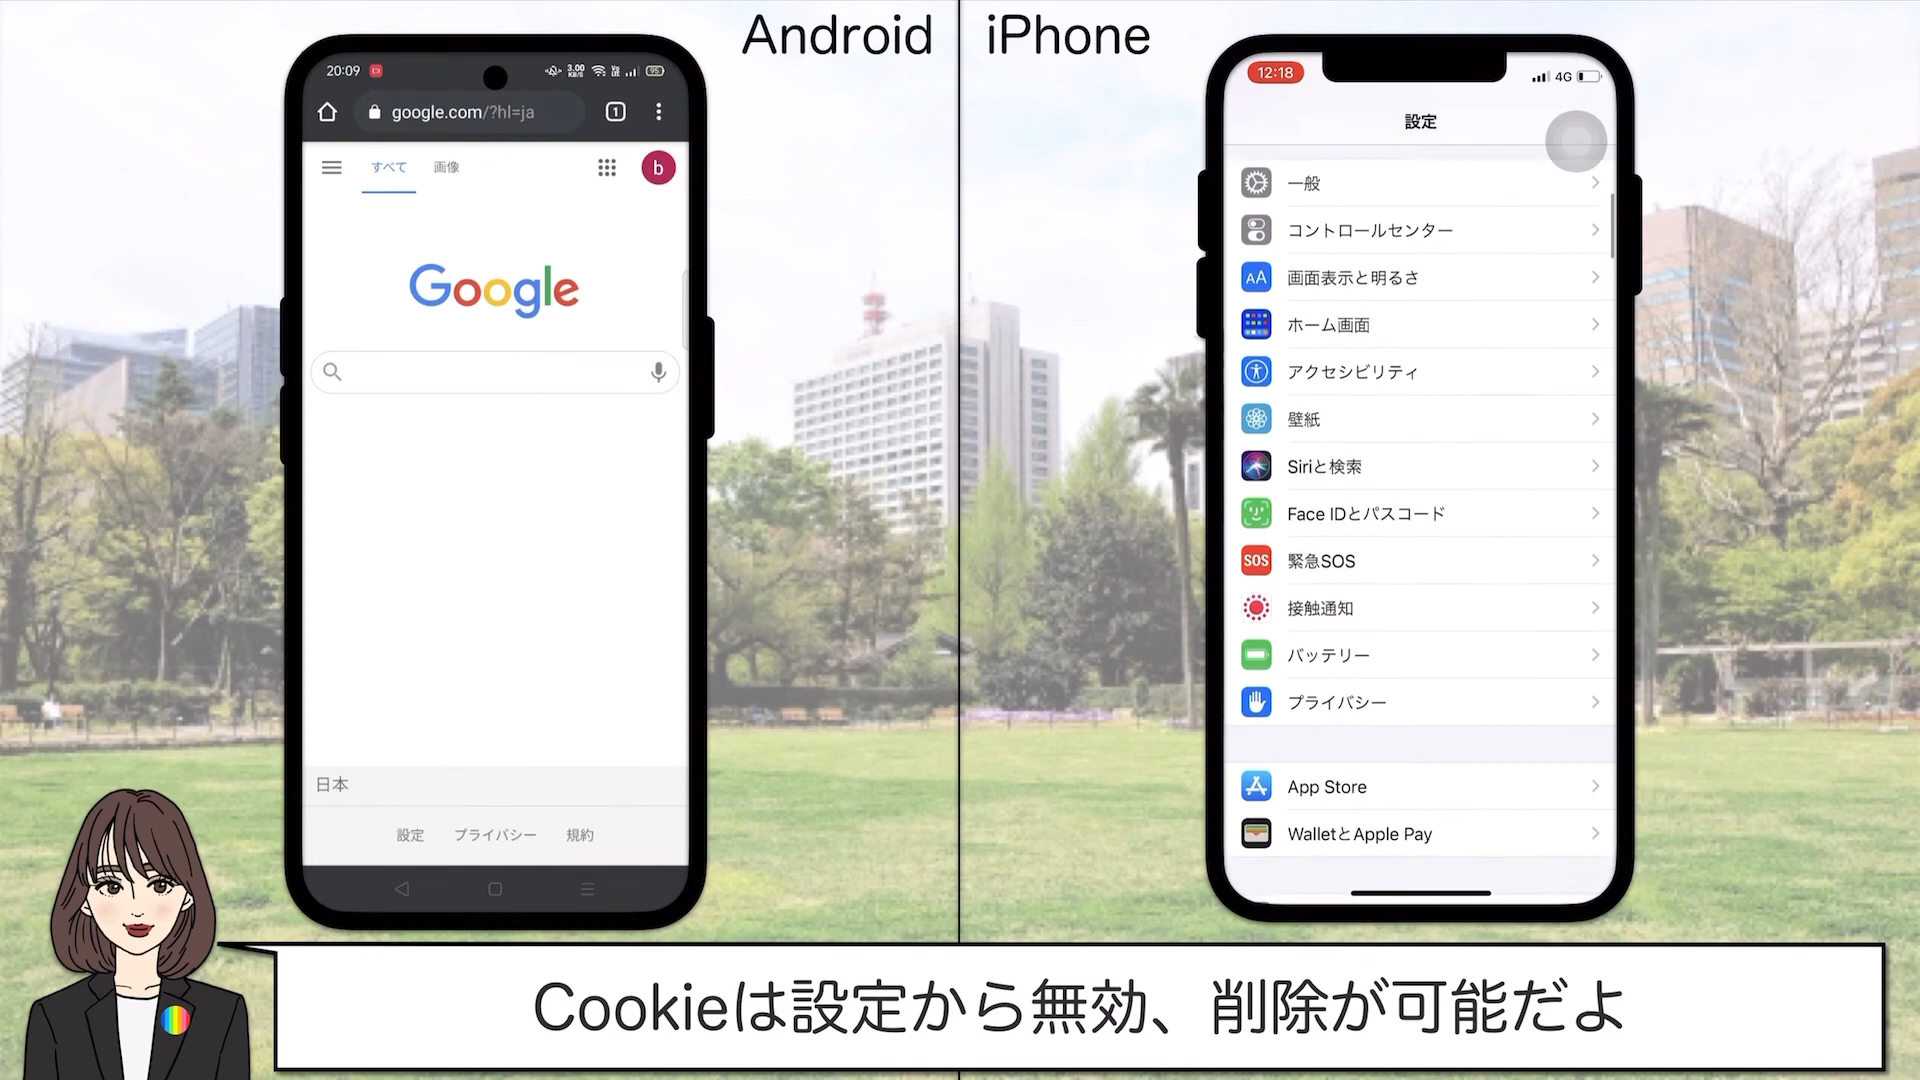 Android
iPhone
20:09
3.00
KB/S
95
google.com/?hl=ja
1
すべて
画像
b
Google
日本
設定
プライバシー
規約
12:18
4G
設定
一般
コントロールセンター
AA
画面表示と明るさ
ホーム画面
アクセシビリティ
壁紙
Siriと検索
Face IDとパスコード
SOS
緊急SOS
接触通知
バッテリー
プライバシー
App Store
WalletとApple Pay
Cookieは設定から無効、削除が可能だよ